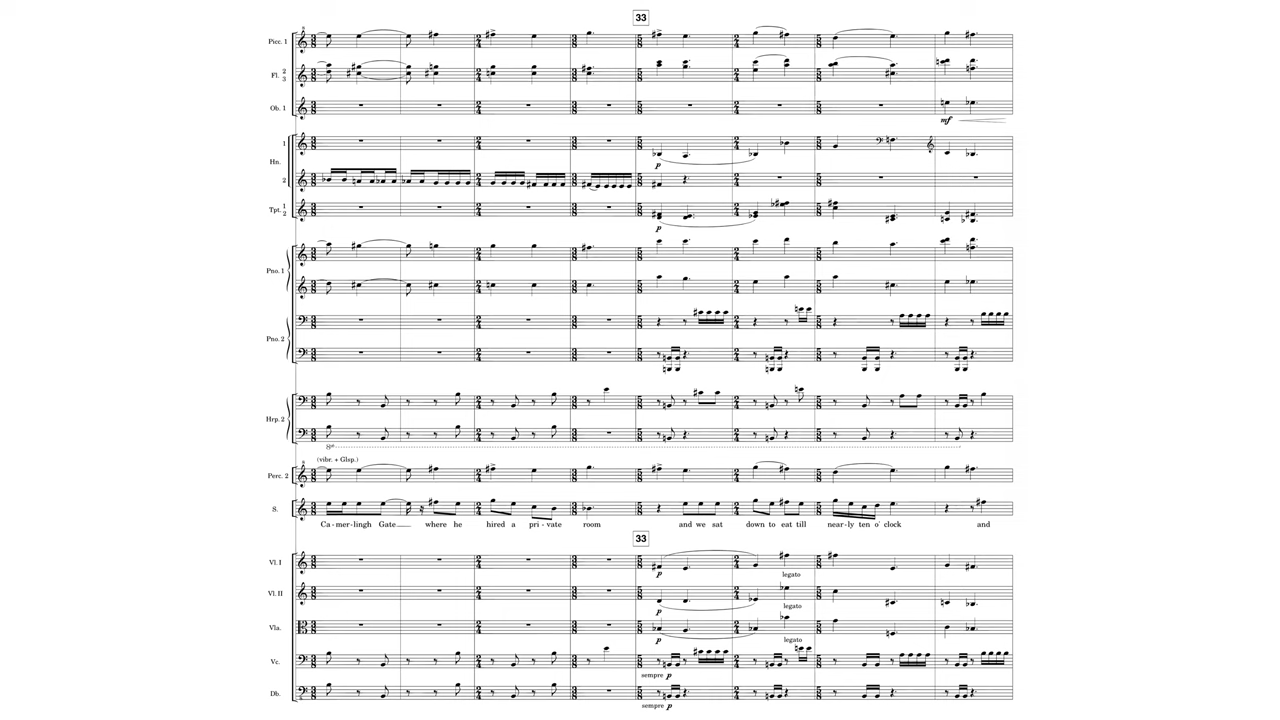 33
Picc. 1
Fl. 2 3
Ob. 1
mf
Hn. 1 2
p
Tpt. 1 2
p
Pno. 1
Pno. 2
Hrp. 2
(vibr. + Glsp.)
Perc. 2
S.
Ca - mer - lingh Gate where he hired a pri - vate room and we sat down to eat till near - ly ten o' clock and
33
Vl. I
p
legato
Vl. II
p
legato
Vla.
p
legato
Vc.
sempre p
Db.
sempre p